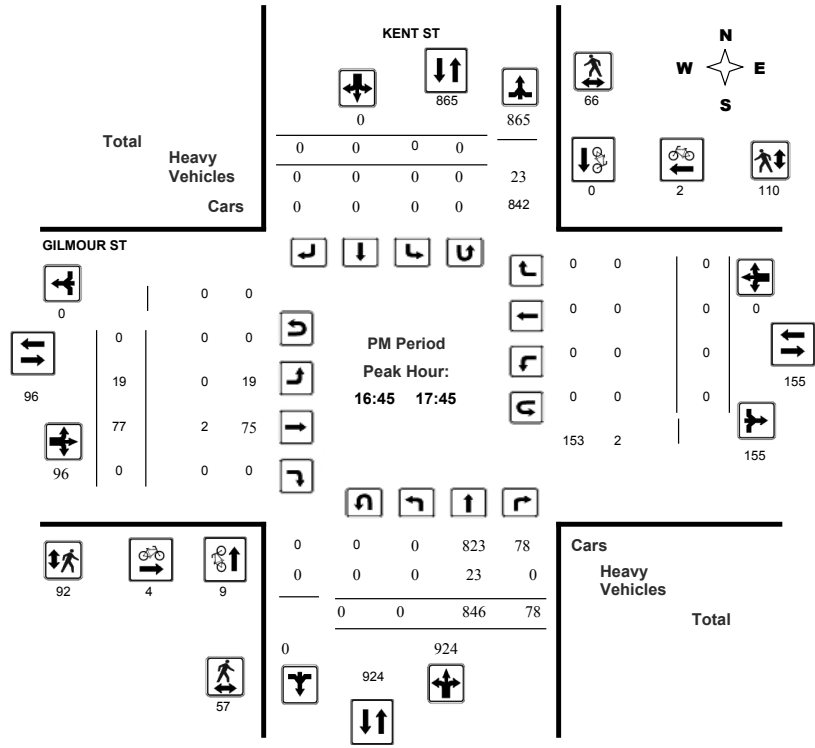 KENT ST
N
W E
S
865
66
0 865
Total 0 0 0 0
Heavy
Vehicles 0 0 0 0 23
Cars 0 0 0 0 842
0 2 110
GILMOUR ST
0 0 0
0 0 0
0 0
0 0 0
0 0 0
0
PM Period
Peak Hour:
16:45 17:45
96 19 0 19
0 0 0
155
77 2 75
0 0 0
153 2
155
96 0 0 0
0 0 0 823 78 Cars
0 0 0 23 0 Heavy
Vehicles
92 4 9
0 0 846 78 Total
0 924
924
57